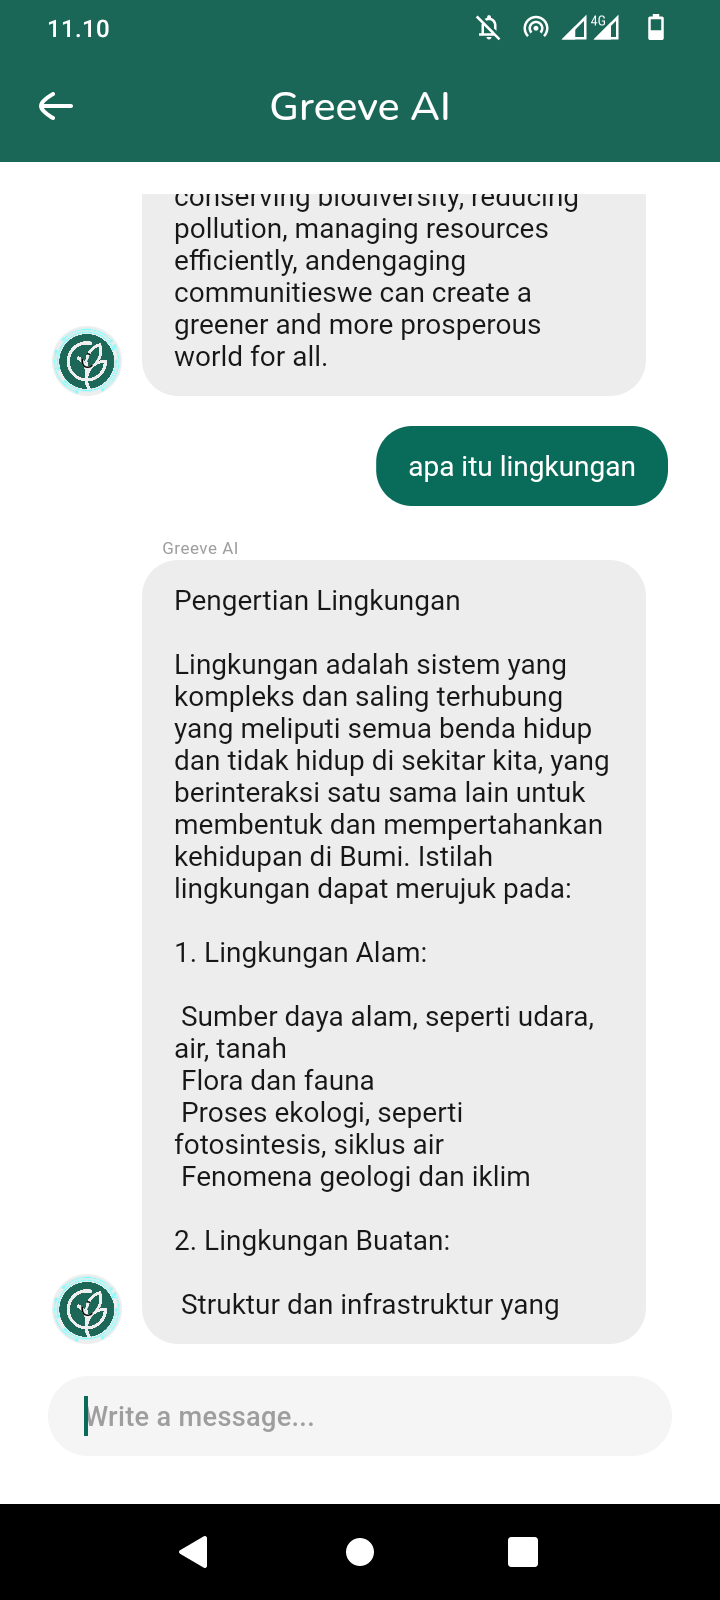 11.10
4G
Greeve AI
conserving biodiversity, reducing
pollution, managing resources
efficiently, andengaging
communitieswe can create a
greener and more prosperous
world for all.
apa itu lingkungan
Greeve AI
Pengertian Lingkungan
Lingkungan adalah sistem yang
kompleks dan saling terhubung
yang meliputi semua benda hidup
dan tidak hidup di sekitar kita, yang
berinteraksi satu sama lain untuk
membentuk dan mempertahankan
kehidupan di Bumi. Istilah
lingkungan dapat merujuk pada:
1. Lingkungan Alam:
Sumber daya alam, seperti udara,
air, tanah
Flora dan fauna
Proses ekologi, seperti
fotosintesis, siklus air
Fenomena geologi dan iklim
2. Lingkungan Buatan:
Struktur dan infrastruktur yang
Write a message...